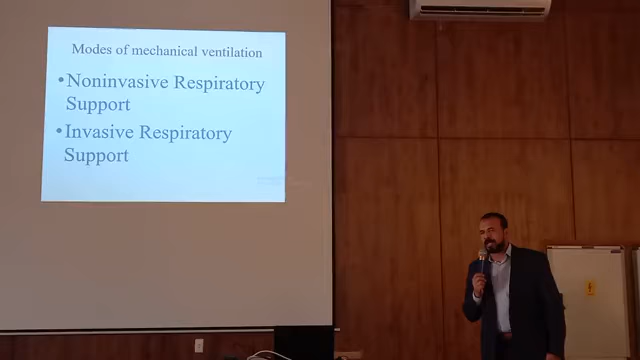 Modes of mechanical ventilation
•Noninvasive Respiratory
Support
•Invasive Respiratory
Support